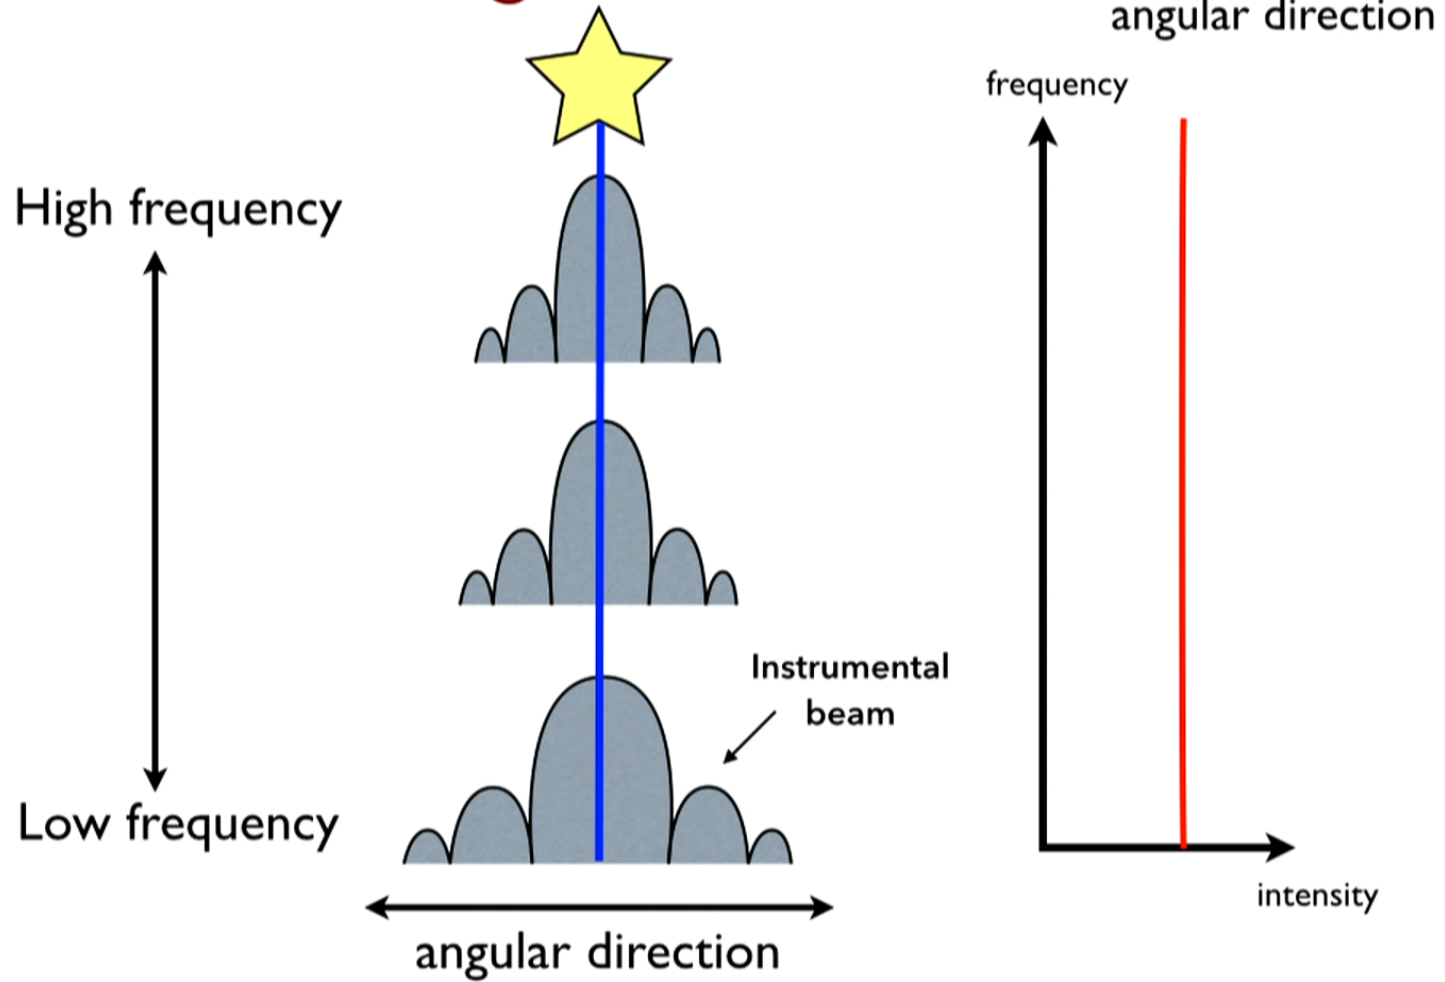 angular direction
frequency
High frequency
Instrumental
beam
Low frequency
intensity
angular direction